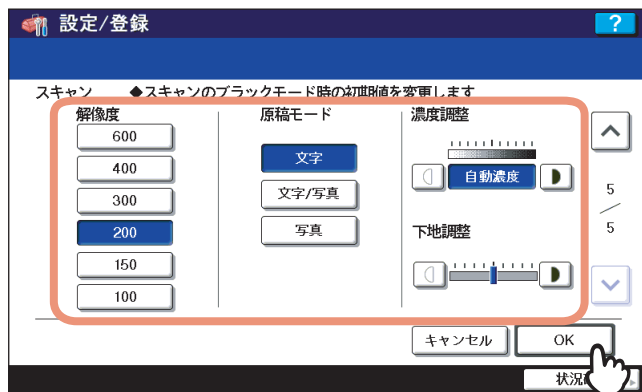 設定/登録
?
スキャン ◆スキャンのブラックモード時の初期値を変更します
解像度
600
400
300
200
150
100
原稿モード
文字
文字/写真
写真
濃度調整
自動濃度
下地調整
5
/
5
キャンセル
OK
状況